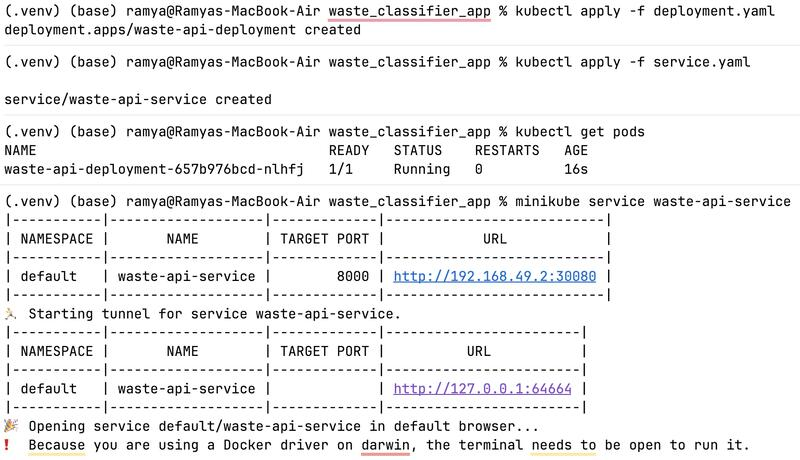 (.venv) (base) ramya@Ramyas-MacBook-Air waste_classifier_app % kubectl apply -f deployment.yaml
deployment.apps/waste-api-deployment created
(.venv) (base) ramya@Ramyas-MacBook-Air waste_classifier_app % kubectl apply -f service.yaml
service/waste-api-service created
(.venv) (base) ramya@Ramyas-MacBook-Air waste_classifier_app % kubectl get pods
NAME READY STATUS RESTARTS AGE
waste-api-deployment-657b976bcd-nlhfj 1/1 Running 0 16s
(.venv) (base) ramya@Ramyas-MacBook-Air waste_classifier_app % minikube service waste-api-service
|-----------|-------------------|-------------|---------------------------|
| NAMESPACE | NAME | TARGET PORT | URL |
|-----------|-------------------|-------------|---------------------------|
| default | waste-api-service | 8000 | http://192.168.49.2:30080 |
|-----------|-------------------|-------------|---------------------------|
🏃 Starting tunnel for service waste-api-service.
|-----------|-------------------|-------------|------------------------|
| NAMESPACE | NAME | TARGET PORT | URL |
|-----------|-------------------|-------------|------------------------|
| default | waste-api-service | | http://127.0.0.1:64664 |
|-----------|-------------------|-------------|------------------------|
🎉 Opening service default/waste-api-service in default browser...
❗ Because you are using a Docker driver on darwin, the terminal needs to be open to run it.